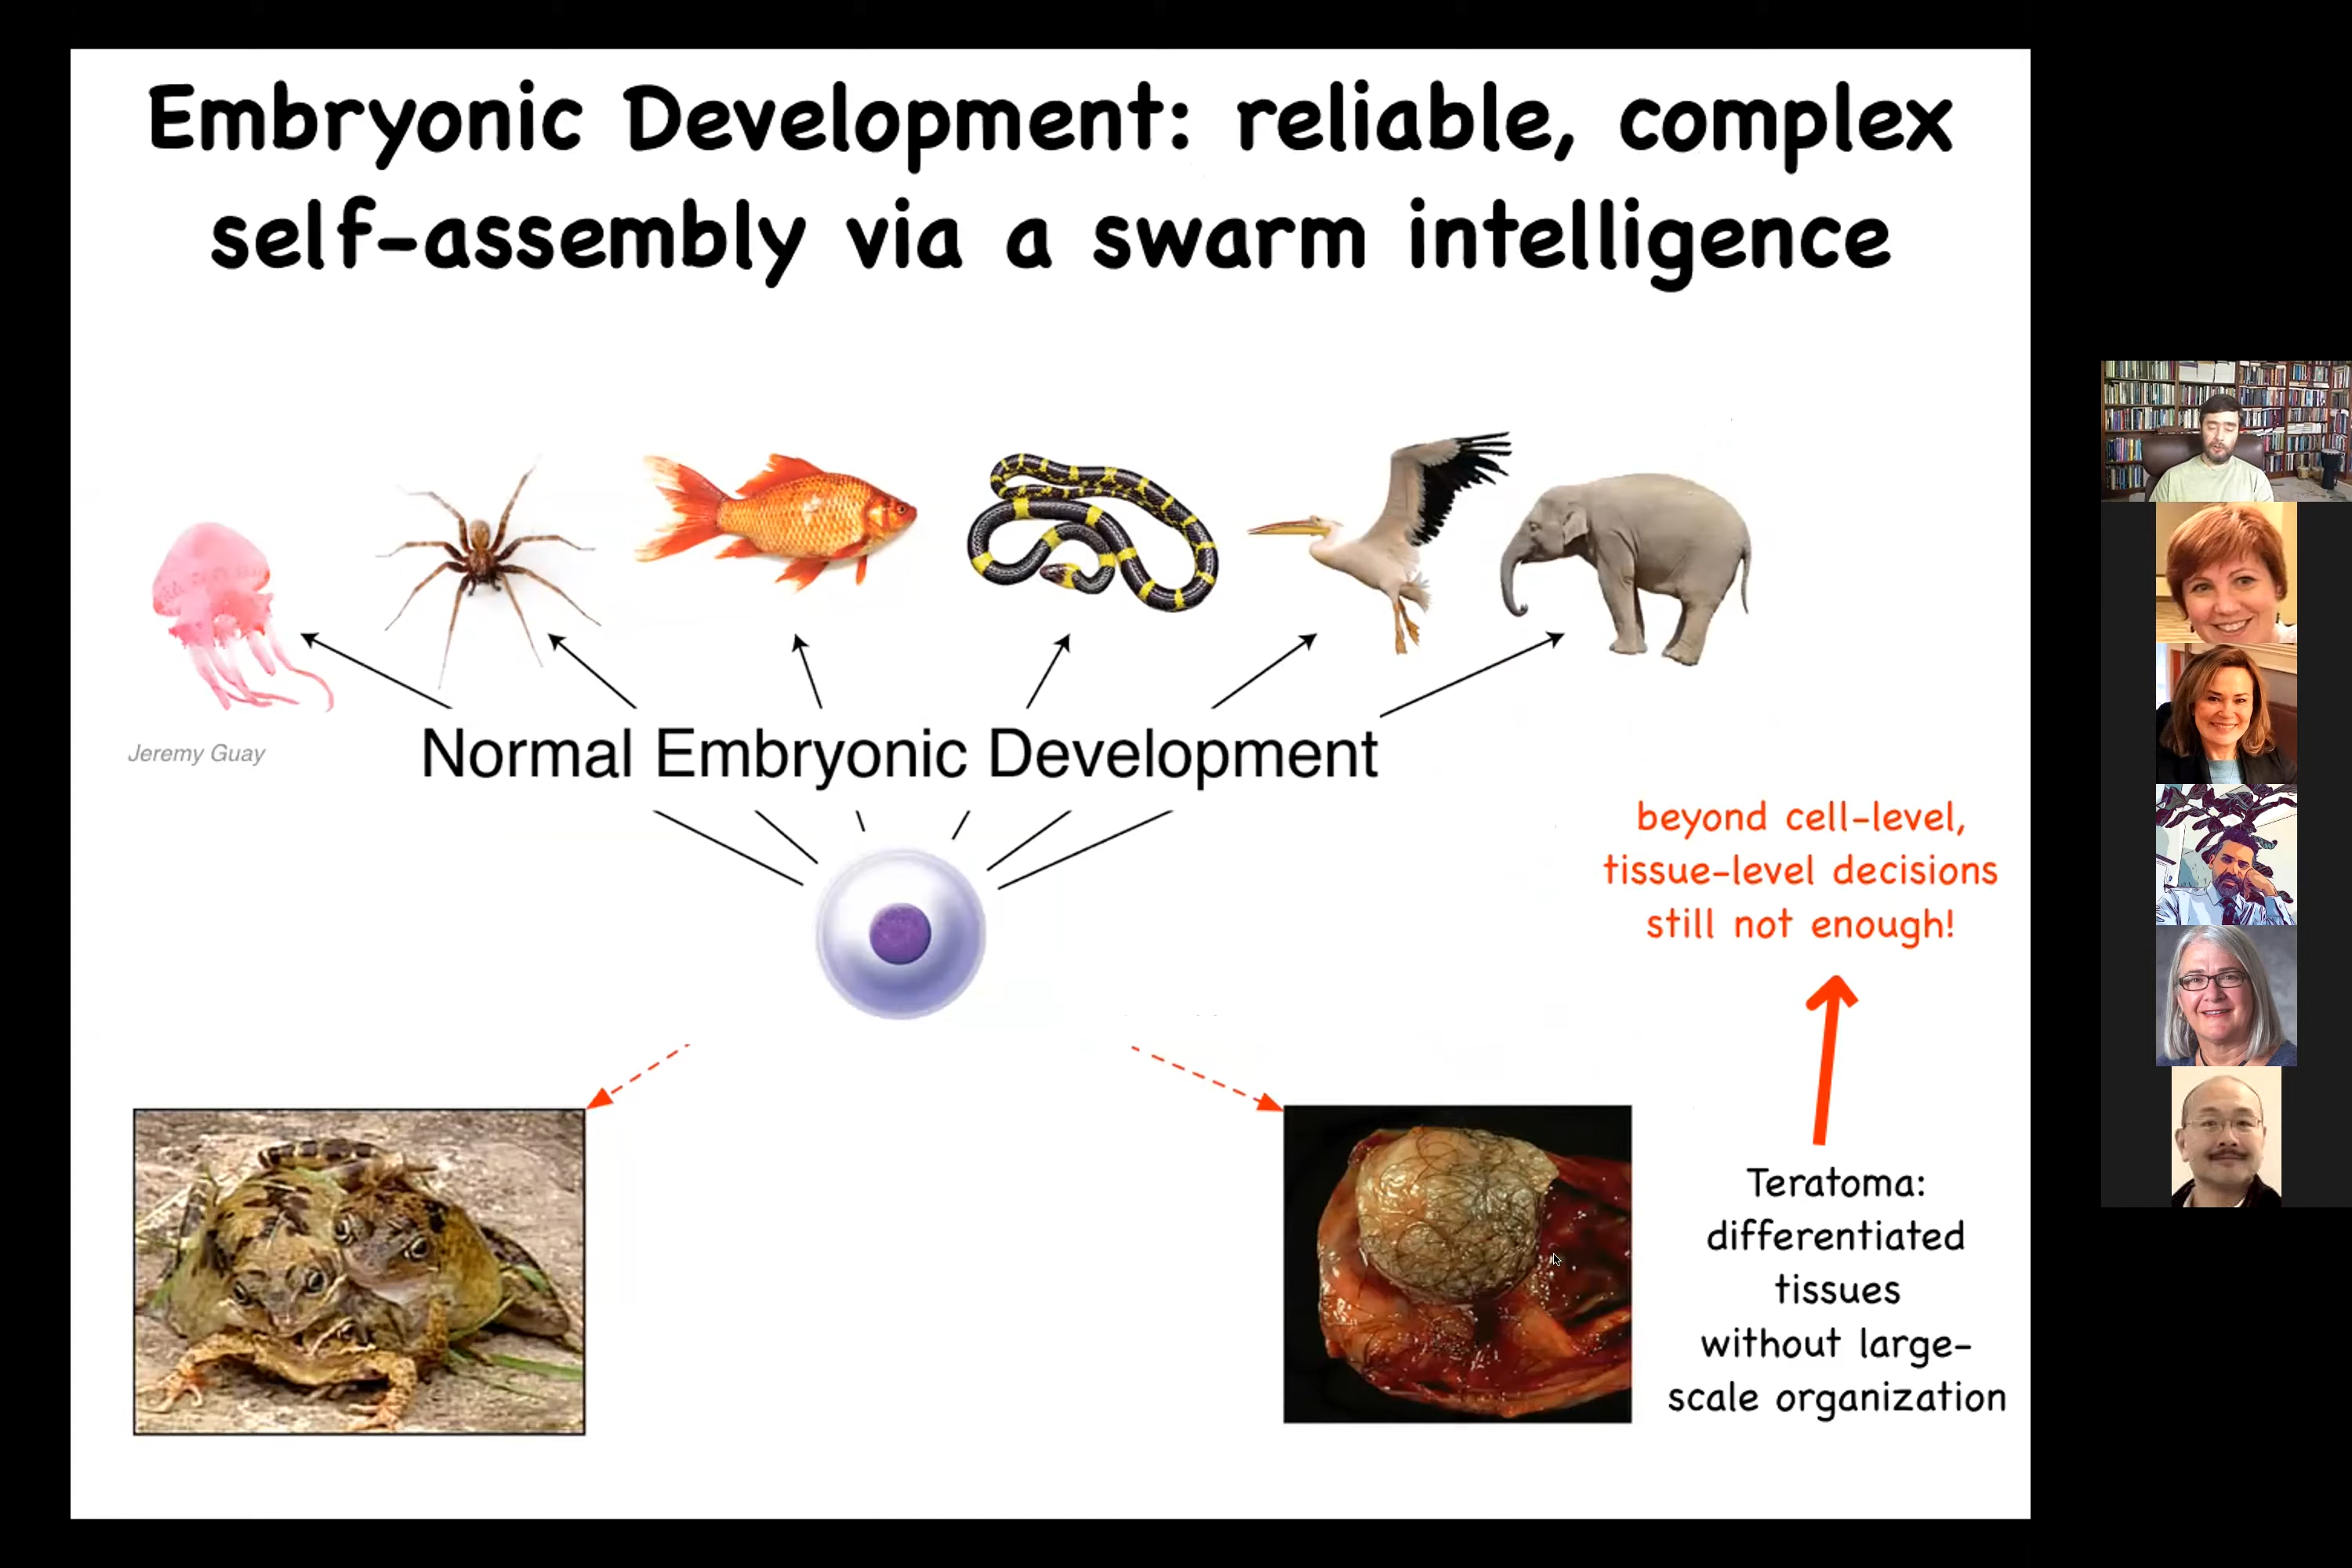 Embryonic Development: reliable, complex
self-assembly via a swarm intelligence
Jeremy Guay
Normal Embryonic Development
beyond cell-level,
tissue-level decisions
still not enough!
Teratoma:
differentiated
tissues
without large-
scale organization